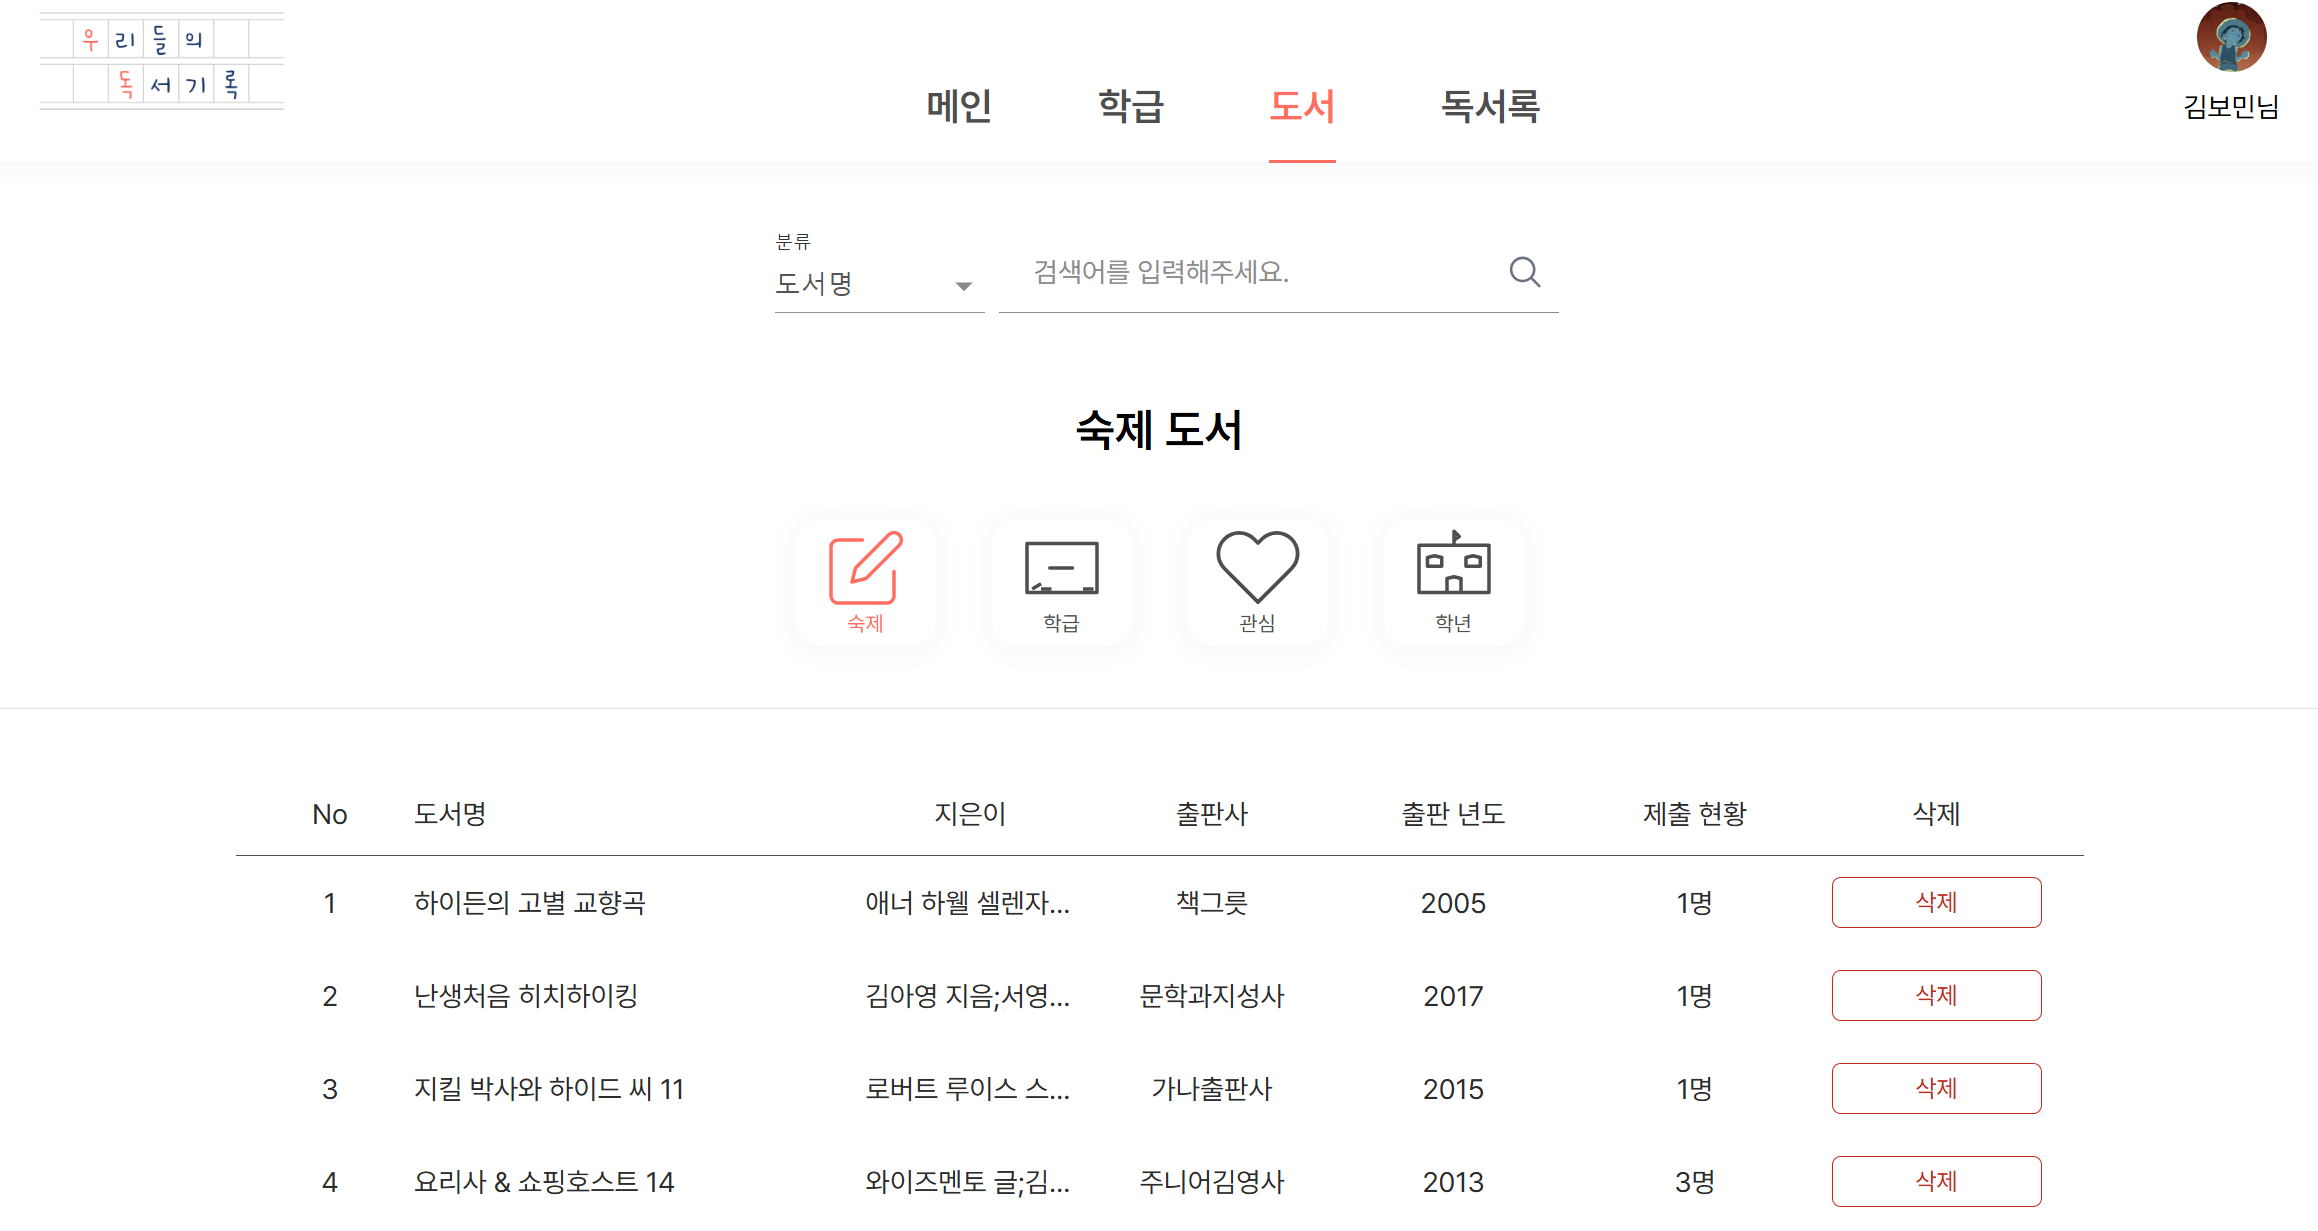 우리들의
독서기록
메인 학급 도서 독서록
김보민님
분류
도서명
검색어를 입력해주세요.
숙제 도서
숙제 학급 관심 학년
No 도서명 지은이 출판사 출판 년도 제출 현황 삭제
1 하이든의 고별 교향곡 애너 하웰 셀렌자... 책그릇 2005 1명 삭제
2 난생처음 히치하이킹 김아영 지음;서영... 문학과지성사 2017 1명 삭제
3 지킬 박사와 하이드 씨 11 로버트 루이스 스... 가나출판사 2015 1명 삭제
4 요리사 & 쇼핑호스트 14 와이즈멘토 글;김... 주니어김영사 2013 3명 삭제